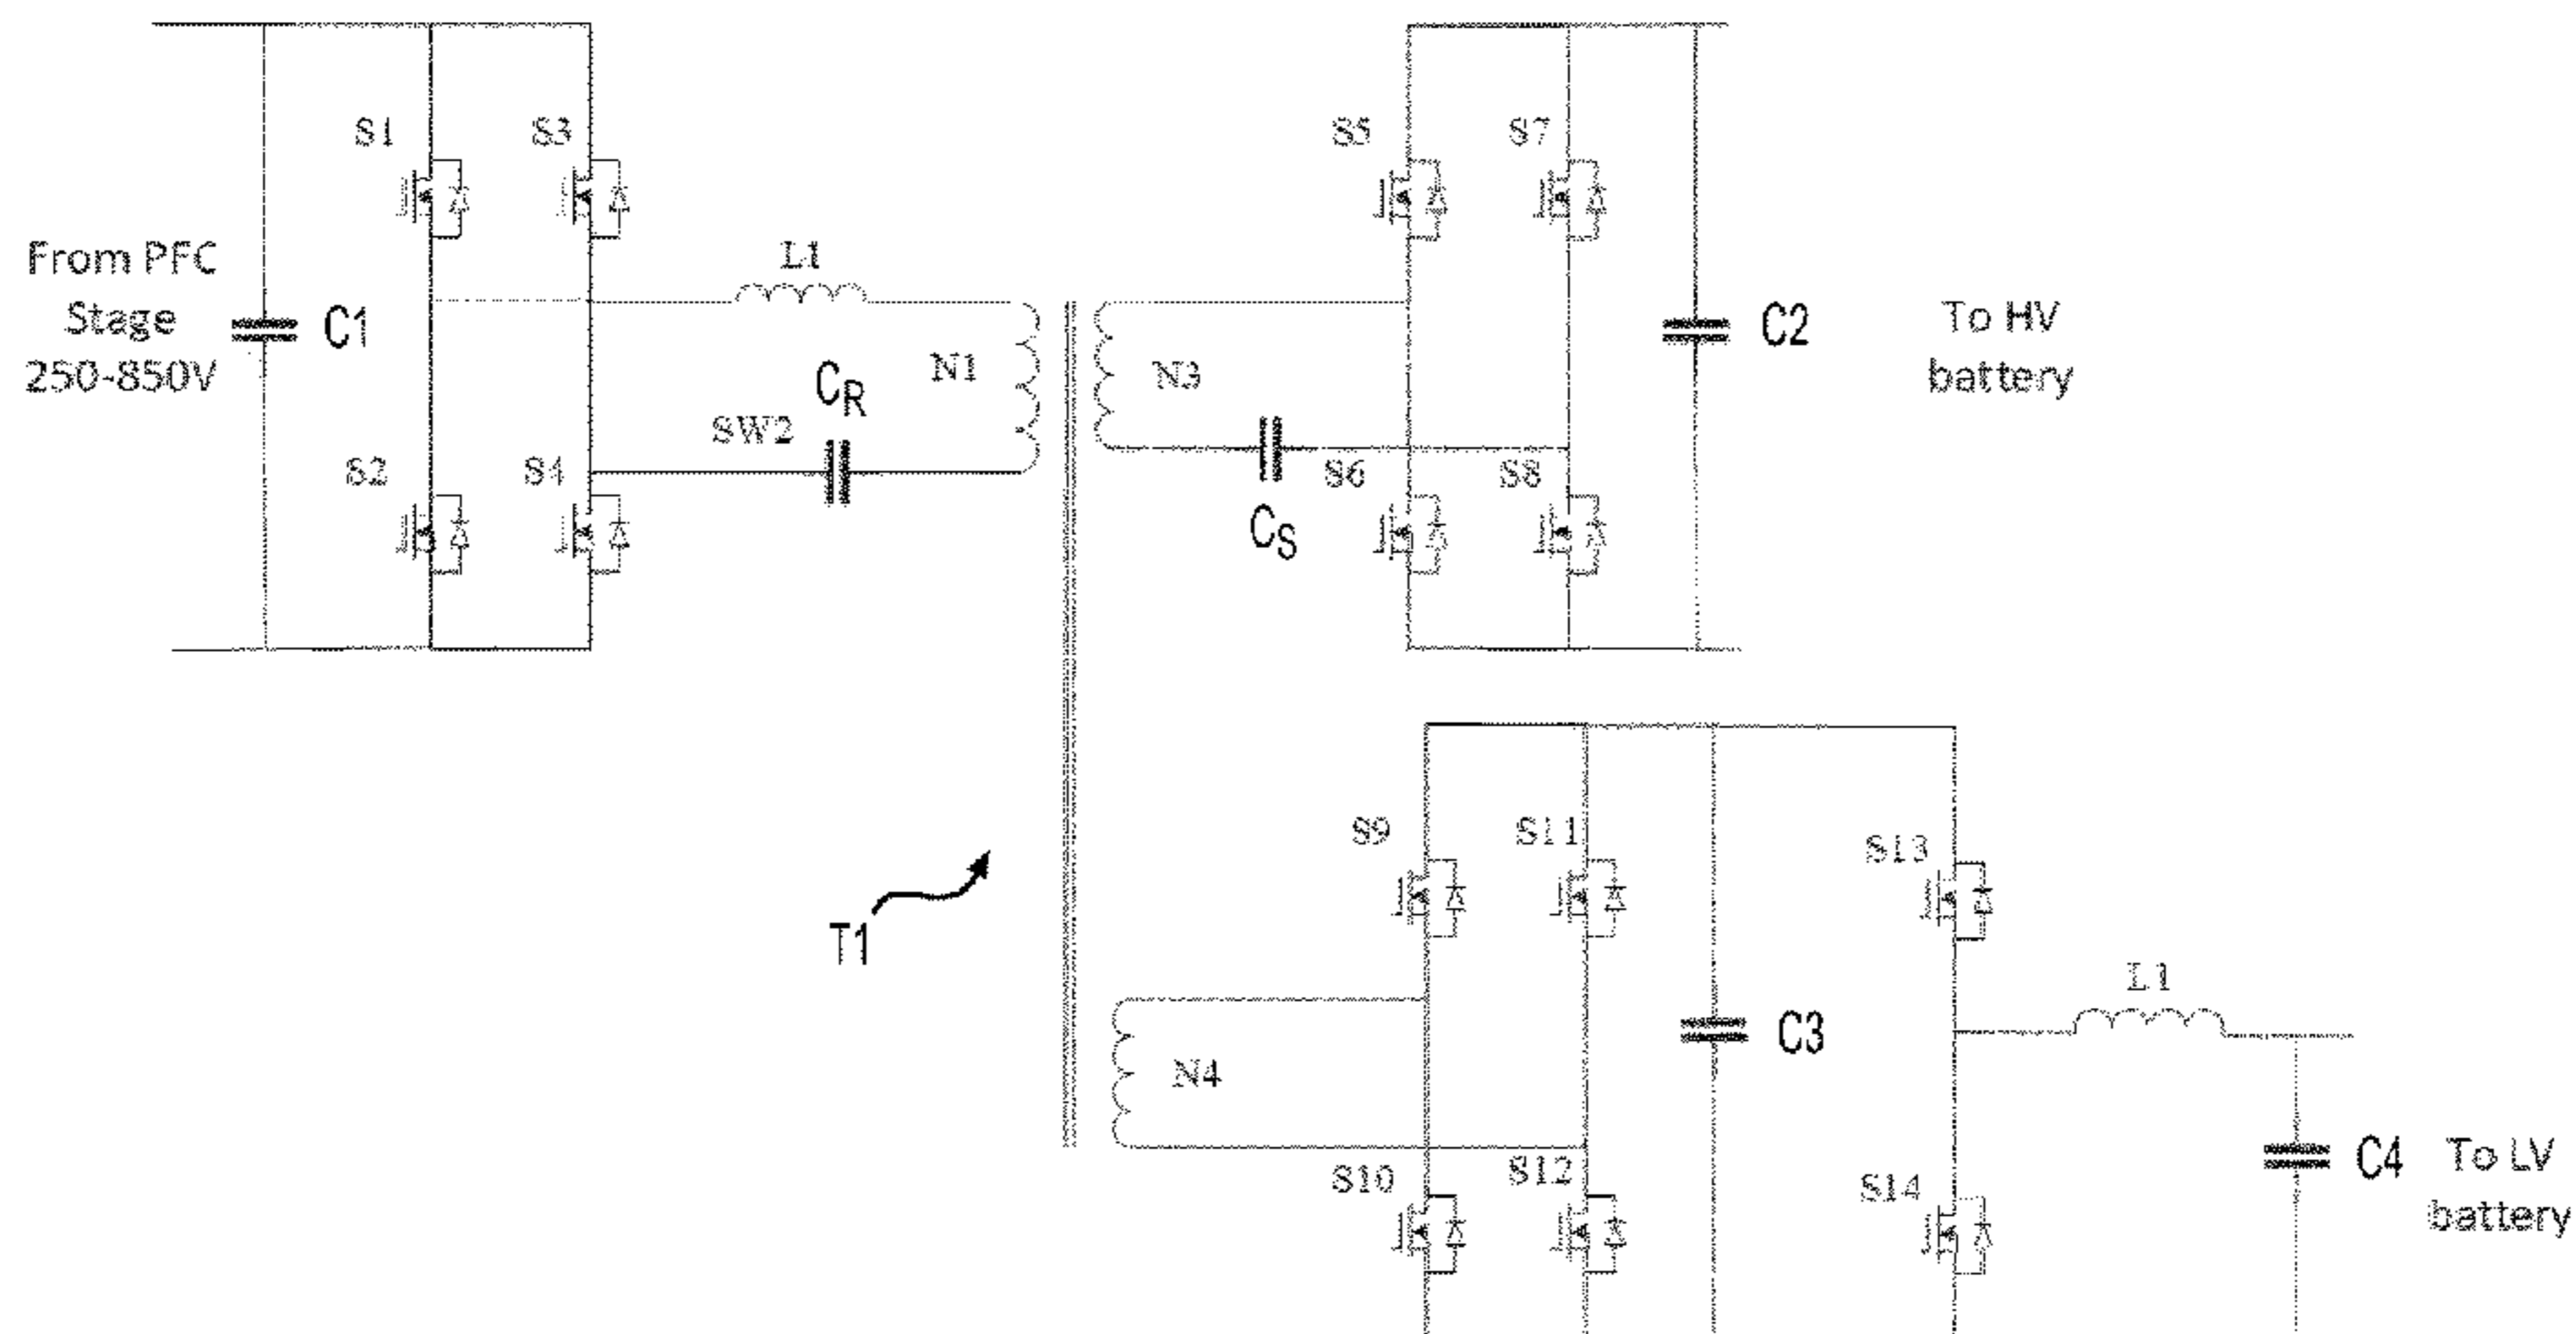 S1
S3
From PFC
Stage
250-850V
C1
L1
N1
CR
SW2
S2
S4
S5
S7
N3
C2
To HV
battery
S6
S8
CS
T1
S9
S11
S13
L1
N4
C3
S10
S12
S14
C4
To LV
battery